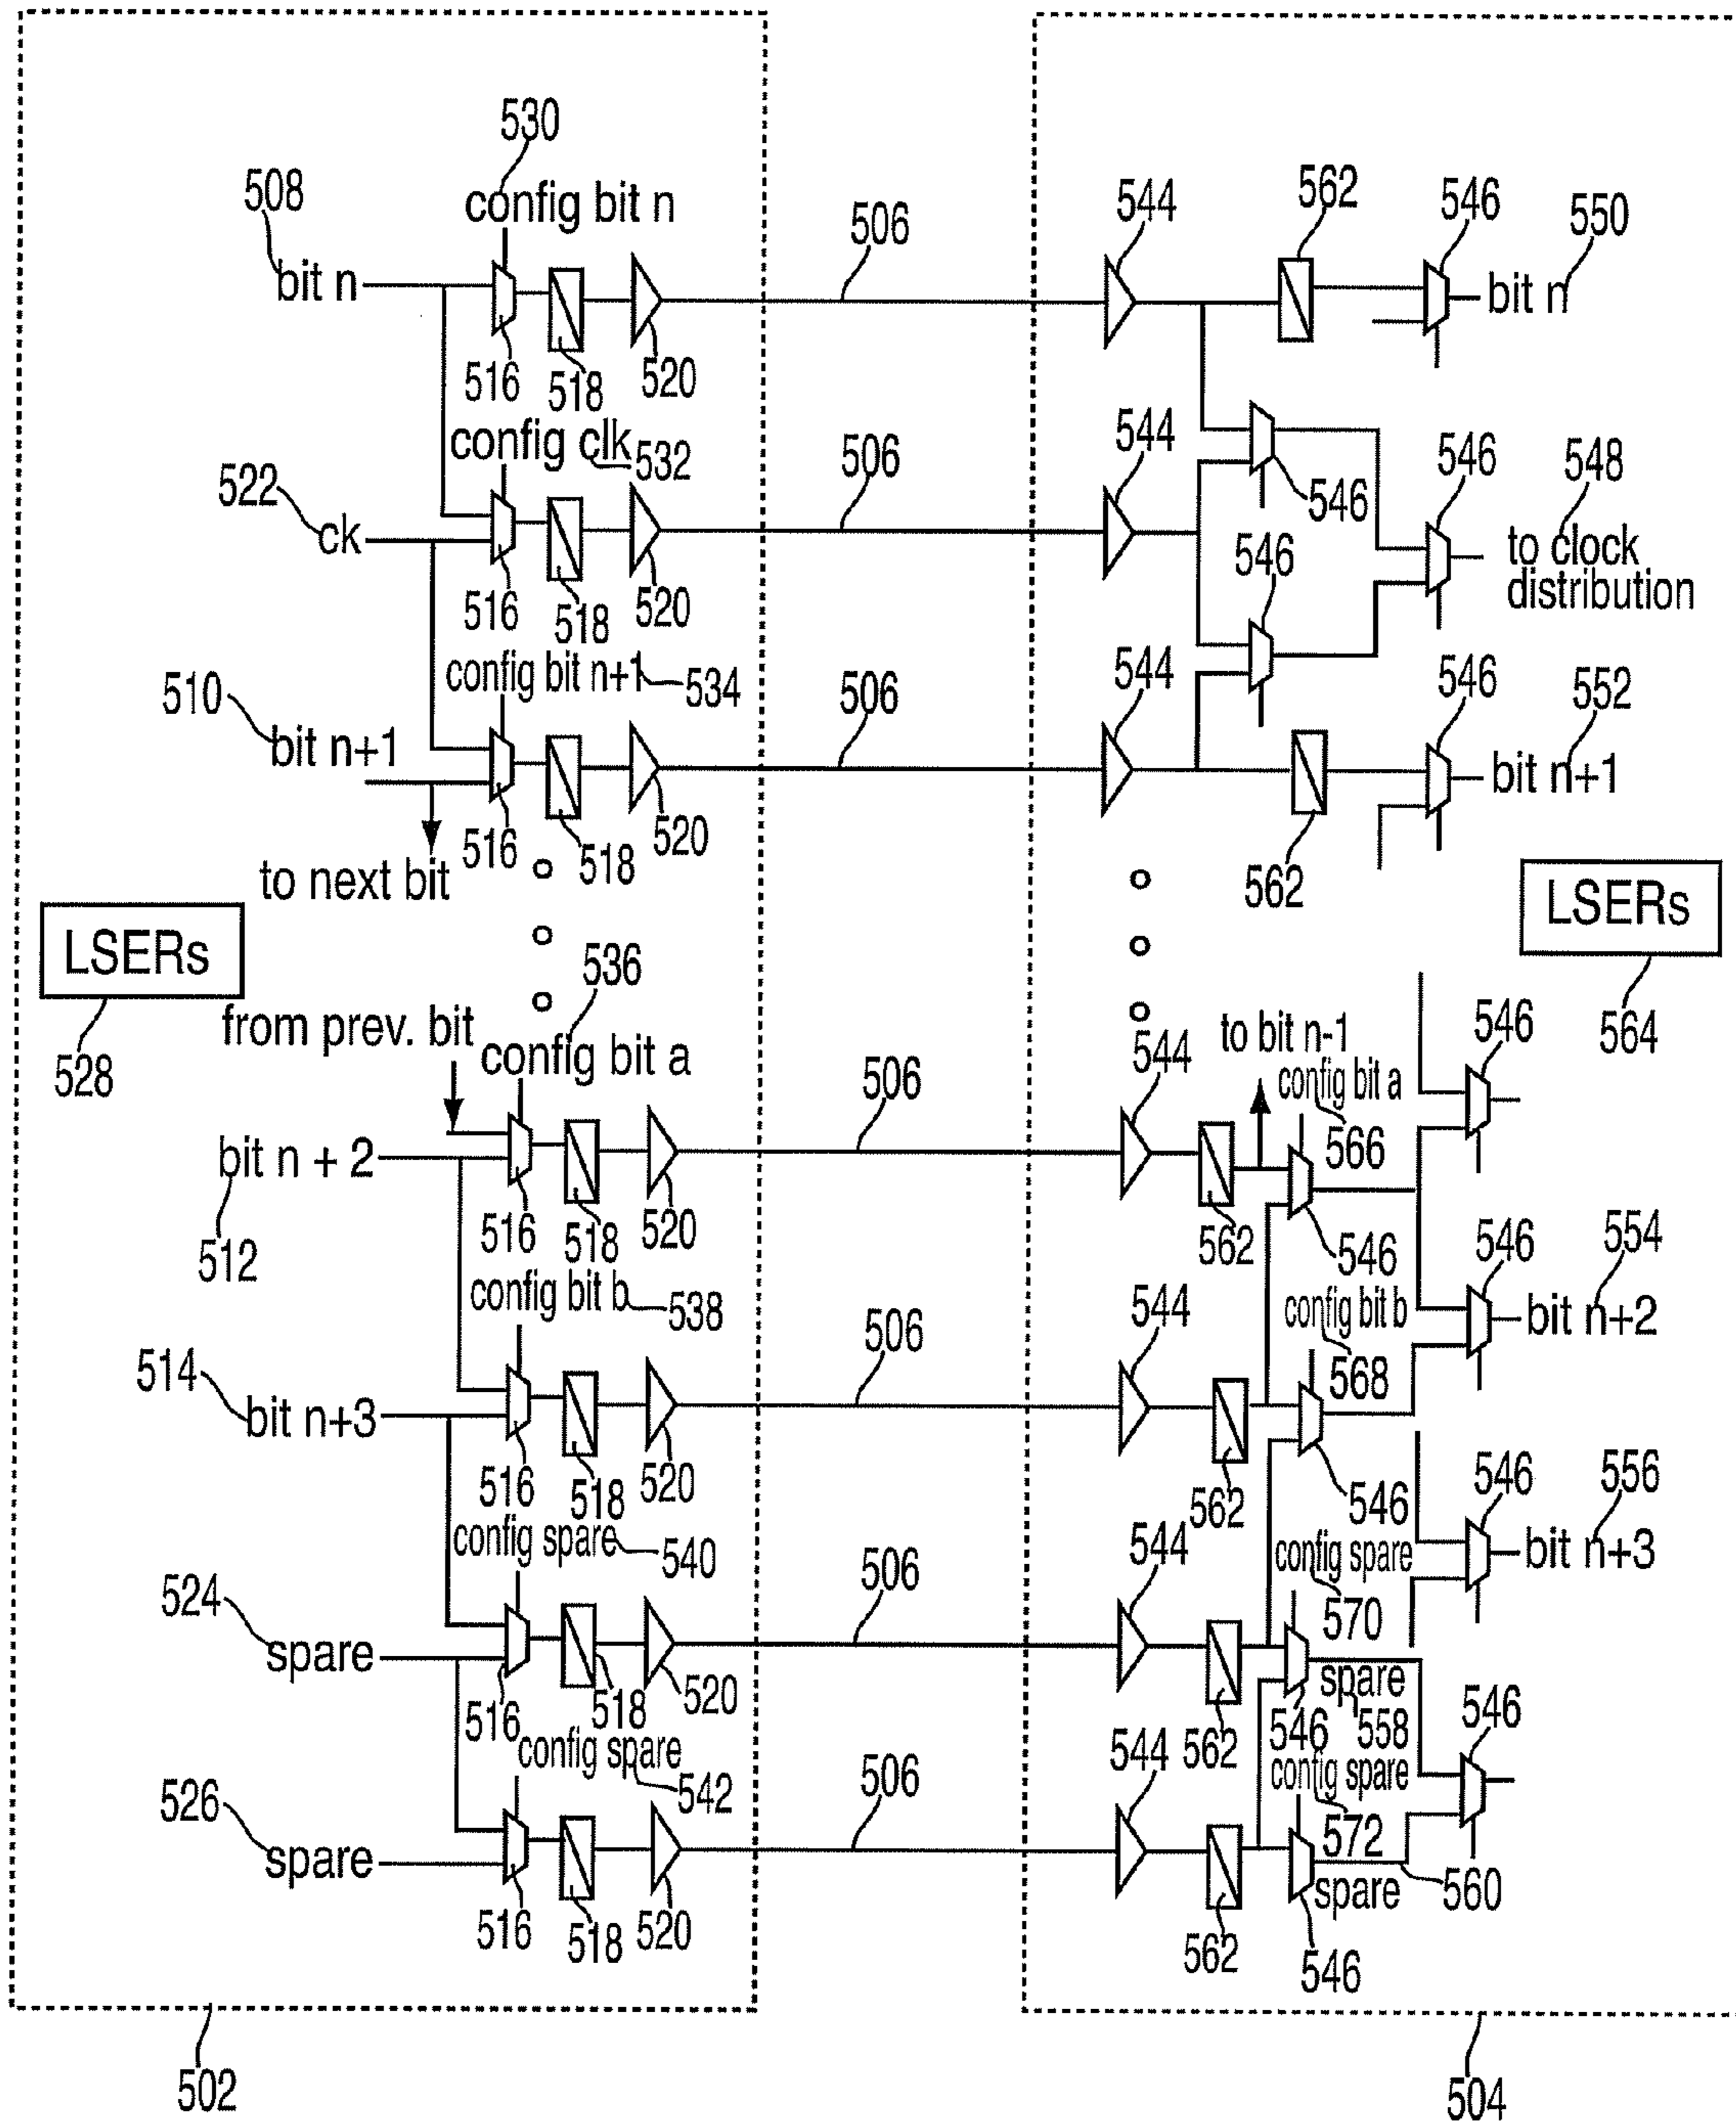 530
508
config bit n
544
562
546
550
506
bit n
bit n
516
518
520
config clk
532
544
546
548
522
506
546
ck
to clock
distribution
546
516
518
520
config bit n+1
534
544
546
552
510
506
bit n+1
bit n+1
516
518
520
562
to next bit
LSERs
LSERs
528
536
564
from prev. bit
config bit a
to bit n-1
config bit a
546
544
566
506
bit n + 2
512
516
518
520
562
546
546
554
config bit b
538
config bit b
bit n+2
544
568
506
514
bit n+3
516
518
520
562
546
546
556
config spare
540
config spare
bit n+3
544
570
506
524
spare
516
518
520
562
546
spare
558
546
config spare
542
config spare
572
544
506
526
spare
spare
560
516
518
520
562
546
502
504